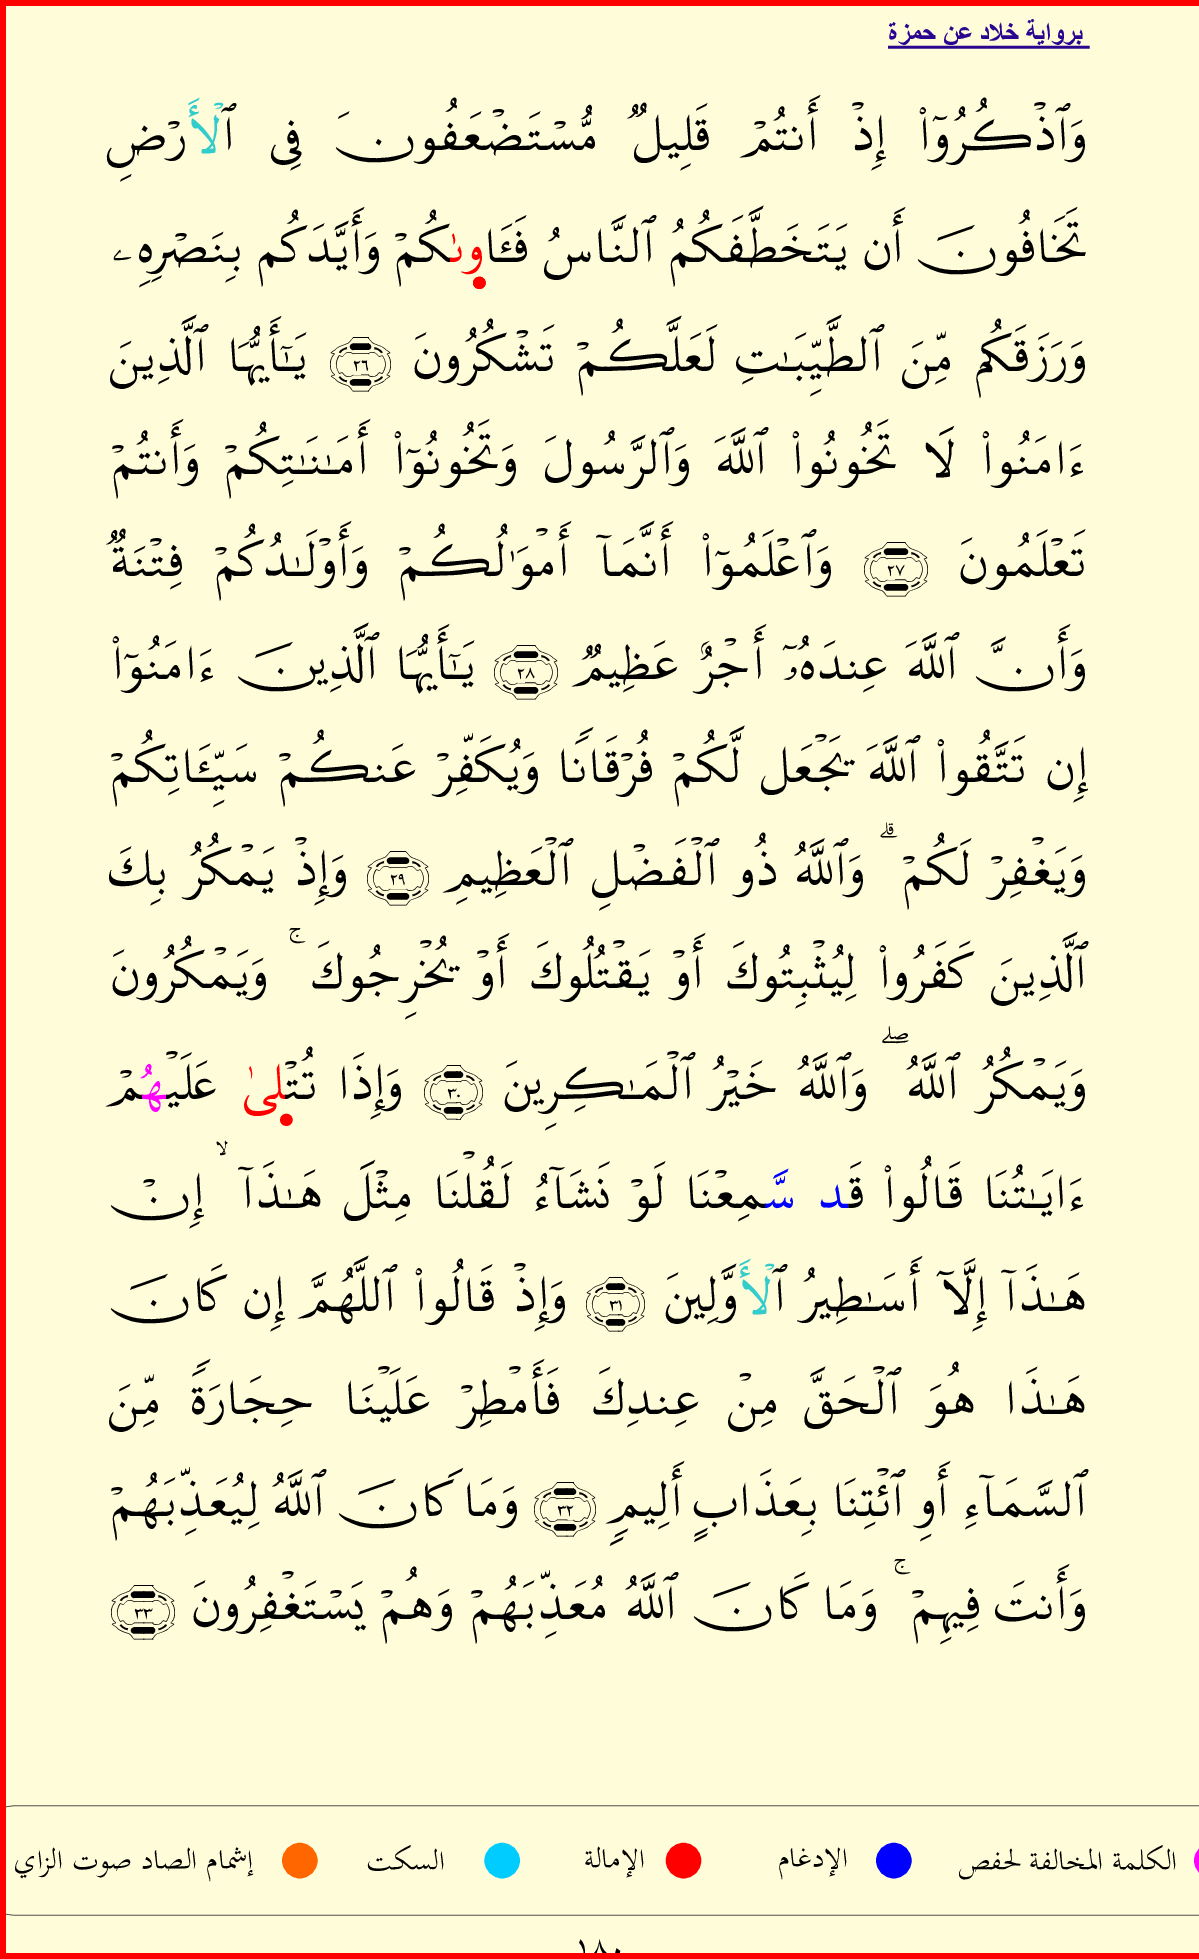 برواية خلاد عن حمزة
وَٱذۡكُرُوٓاْ إِذۡ أَنتُمۡ قَلِيلٞ مُّسۡتَضۡعَفُونَ فِي ٱلۡأَرۡضِ
تَخَافُونَ أَن يَتَخَطَّفَكُمُ ٱلنَّاسُ فَـَٔاوىٰكُمۡ وَأَيَّدَكُم بِنَصۡرِهِۦ
وَرَزَقَكُم مِّنَ ٱلطَّيِّبَٰتِ لَعَلَّكُمۡ تَشۡكُرُونَ ٢٦ يَٰٓأَيُّهَا ٱلَّذِينَ
ءَامَنُواْ لَا تَخُونُواْ ٱللَّهَ وَٱلرَّسُولَ وَتَخُونُوٓاْ أَمَٰنَٰتِكُمۡ وَأَنتُمۡ
تَعۡلَمُونَ ٢٧ وَٱعۡلَمُوٓاْ أَنَّمَآ أَمۡوَٰلُكُمۡ وَأَوۡلَٰدُكُمۡ فِتۡنَةٞ
وَأَنَّ ٱللَّهَ عِندَهُۥٓ أَجۡرٌ عَظِيمٞ ٢٨ يَٰٓأَيُّهَا ٱلَّذِينَ ءَامَنُوٓاْ
إِن تَتَّقُواْ ٱللَّهَ يَجۡعَل لَّكُمۡ فُرۡقَانٗا وَيُكَفِّرۡ عَنكُمۡ سَيِّـَٔاتِكُمۡ
وَيَغۡفِرۡ لَكُمۡۗ وَٱللَّهُ ذُو ٱلۡفَضۡلِ ٱلۡعَظِيمِ ٢٩ وَإِذۡ يَمۡكُرُ بِكَ
ٱلَّذِينَ كَفَرُواْ لِيُثۡبِتُوكَ أَوۡ يَقۡتُلُوكَ أَوۡ يُخۡرِجُوكَۚ وَيَمۡكُرُونَ
وَيَمۡكُرُ ٱللَّهُۖ وَٱللَّهُ خَيۡرُ ٱلۡمَٰكِرِينَ ٣٠ وَإِذَا تُتۡلىٰ عَلَيۡهُمۡ
ءَايَٰتُنَا قَالُواْ قَد سَّمِعۡنَا لَوۡ نَشَآءُ لَقُلۡنَا مِثۡلَ هَٰذَآۙ إِنۡ
هَٰذَآ إِلَّآ أَسَٰطِيرُ ٱلۡأَوَّلِينَ ٣١ وَإِذۡ قَالُواْ ٱللَّهُمَّ إِن كَانَ
هَٰذَا هُوَ ٱلۡحَقَّ مِنۡ عِندِكَ فَأَمۡطِرۡ عَلَيۡنَا حِجَارَةٗ مِّنَ
ٱلسَّمَآءِ أَوِ ٱئۡتِنَا بِعَذَابٍ أَلِيمٖ ٣٢ وَمَا كَانَ ٱللَّهُ لِيُعَذِّبَهُمۡ
وَأَنتَ فِيهِمۡۚ وَمَا كَانَ ٱللَّهُ مُعَذِّبَهُمۡ وَهُمۡ يَسۡتَغۡفِرُونَ ٣٣
الكلمة المخالفة لحفص الإدغام الإمالة السكت إشمام الصاد صوت الزاي
١٨٠